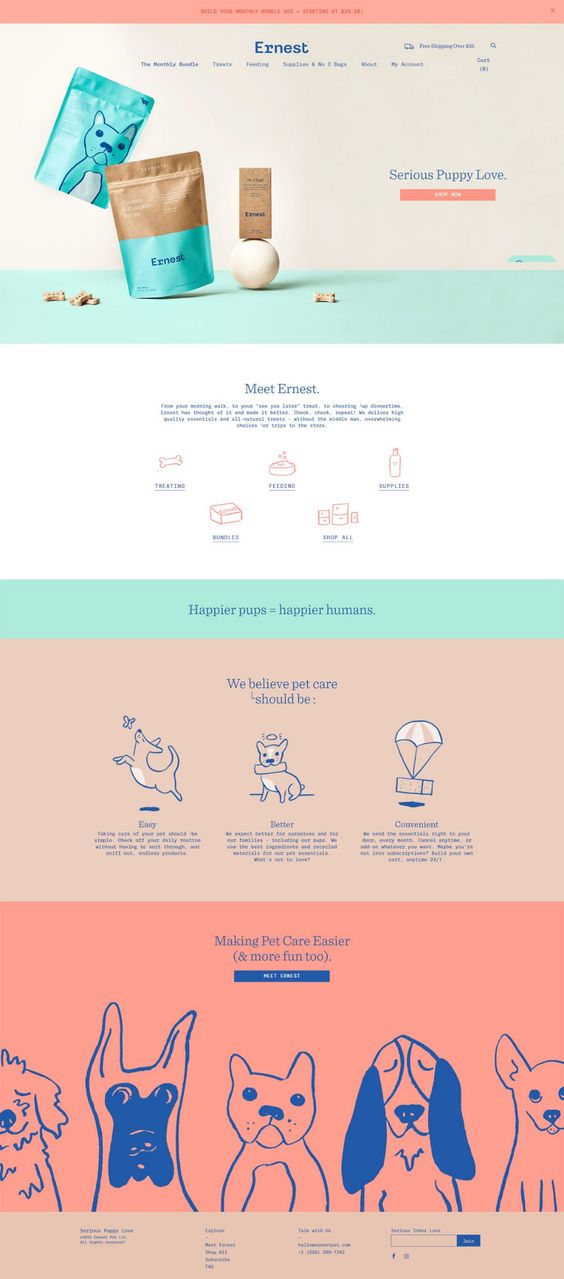 BUILD YOUR MONTHLY BUNDLE BOX — STARTING AT $29.50!
Ernest
Free Shipping Over $35
The Monthly Bundle Treats Feeding Supplies & No 2 Bags About My Account
Cart
(0)
Chicken
& Pumpkin
Recipe
Ernest
No. 2 Bags
Ernest
Serious Puppy Love.
SHOP NOW
Meet Ernest.
From your morning walk, to your "see you later" treat, to cheering up dinnertime,
Ernest has thought of it and made it better. Check, check, repeat! We deliver high
quality essentials and all-natural treats - without the middle man, overwhelming
choices or trips to the store.
TREATING
FEEDING
SUPPLIES
Ernest
BUNDLES
SHOP ALL
Happier pups = happier humans.
We believe pet care
should be :
Easy
Taking care of your pet should be
simple. Check off your daily routine
without having to sort through, and
sniff out, endless products.
Better
We expect better for ourselves and for
our families - including our pups. We
use the best ingredients and recycled
materials for our pet essentials.
What's not to love?
Convenient
We send the essentials right to your
door, every month. Cancel anytime, or
add-on whatever you want. Maybe you're
not into subscriptions? Build your own
cart, anytime 24/7.
Making Pet Care Easier
(& more fun too).
MEET ERNEST
Serious Puppy Love
Ernest Pet LLC
All rights reserved
Explore
—
Meet Ernest
Shop All
Subscribe
FAQ
Talk with Us
—
hello@ernestpet.com
Serious Inbox Love
Join